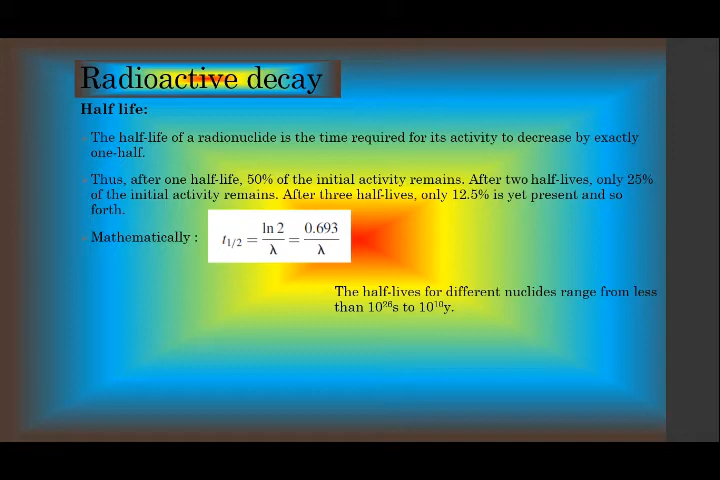 Radioactive decay
Half life:
The half-life of a radionuclide is the time required for its activity to decrease by exactly
one-half.
Thus, after one half-life, 50% of the initial activity remains. After two half-lives, only 25%
of the initial activity remains. After three half-lives, only 12.5% is yet present and so
forth.
Mathematically : t₁/₂ = ln 2/λ = 0.693/λ
The half-lives for different nuclides range from less
than 10²⁶s to 10¹⁰y.